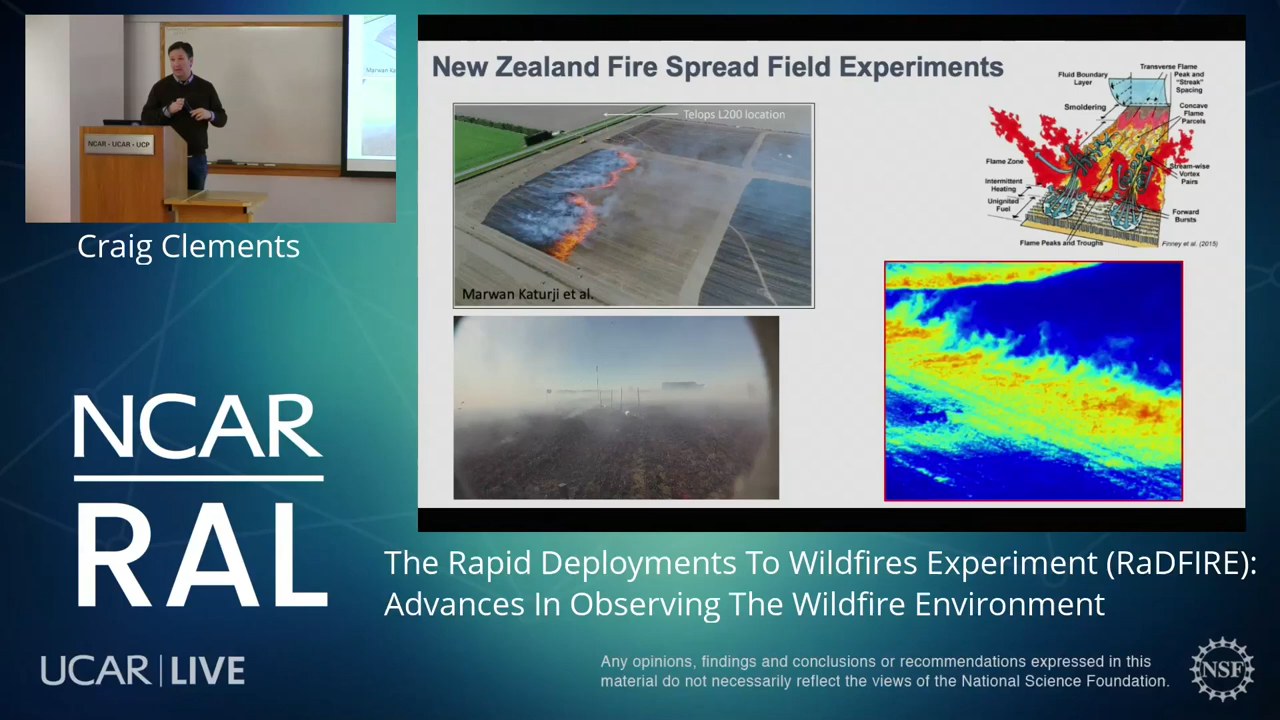 NCAR • UCAR • UCP
Marwan Ka
Craig Clements
New Zealand Fire Spread Field Experiments
Telops L200 location
Marwan Katurji et al.
Fluid Boundary
Layer
Transverse Flame
Peak and
"Streak"
Spacing
Smoldering
Concave
Flame
Parcels
Flame Zone
Stream-wise
Vortex
Pairs
Intermittent
Heating
Unignited
Fuel
Forward
Bursts
Flame Peaks and Troughs
Finney et al. (2015)
NCAR
RAL
The Rapid Deployments To Wildfires Experiment (RaDFIRE):
Advances In Observing The Wildfire Environment
UCAR | LIVE
Any opinions, findings and conclusions or recommendations expressed in this
material do not necessarily reflect the views of the National Science Foundation.
NSF